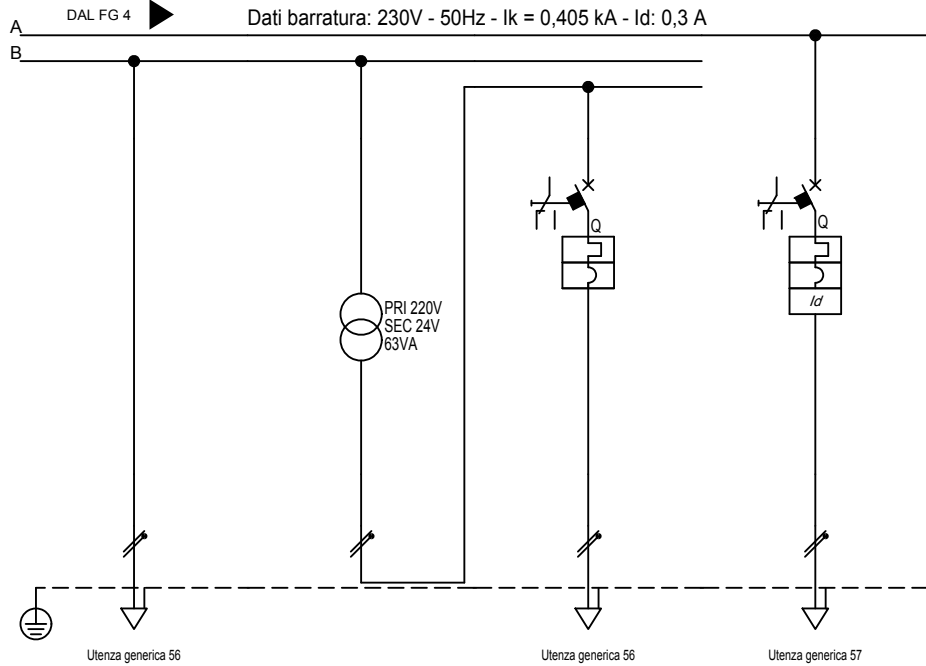 DAL FG 4
Dati barratura: 230V - 50Hz - Ik = 0,405 kA - Id: 0,3 A
A
B
Q
Q
Id
PRI 220V
SEC 24V
63VA
Utenza generica 56
Utenza generica 56
Utenza generica 57